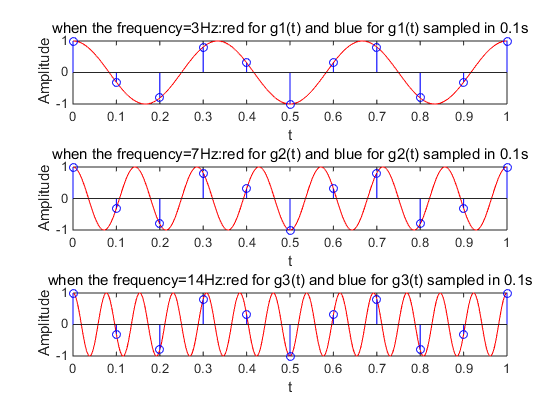 when the frequency=3Hz:red for g1(t) and blue for g1(t) sampled in 0.1s
1
0
-1
Amplitude
0 0.1 0.2 0.3 0.4 0.5 0.6 0.7 0.8 0.9 1
t
when the frequency=7Hz:red for g2(t) and blue for g2(t) sampled in 0.1s
1
0
-1
Amplitude
0 0.1 0.2 0.3 0.4 0.5 0.6 0.7 0.8 0.9 1
t
when the frequency=14Hz:red for g3(t) and blue for g3(t) sampled in 0.1s
1
0
-1
Amplitude
0 0.1 0.2 0.3 0.4 0.5 0.6 0.7 0.8 0.9 1
t